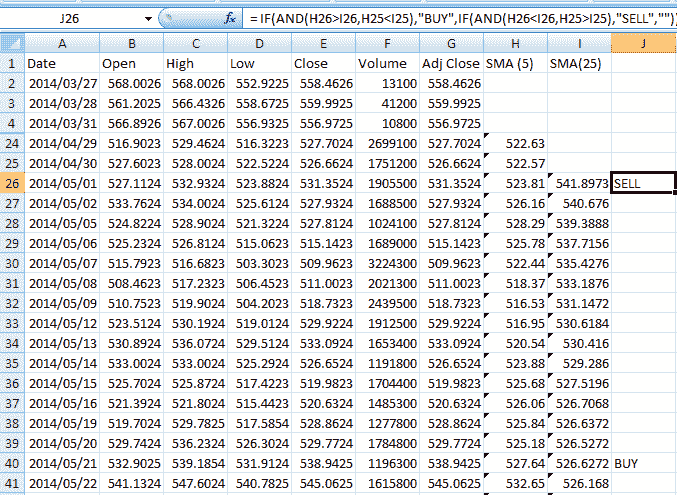 J26 fx =IF(AND(H26>I26,H25<I25),"BUY",IF(AND(H26<I26,H25>I25),"SELL",""))
A B C D E F G H I J
1 Date Open High Low Close Volume Adj Close SMA (5) SMA(25)
2 2014/03/27 568.0026 568.0026 552.9225 558.4626 13100 558.4626
3 2014/03/28 561.2025 566.4326 558.6725 559.9925 41200 559.9925
4 2014/03/31 566.8926 567.0026 556.9325 556.9725 10800 556.9725
24 2014/04/29 516.9023 529.4624 516.3223 527.7024 2699100 527.7024 522.63
25 2014/04/30 527.6023 528.0024 522.5224 526.6624 1751200 526.6624 522.57
26 2014/05/01 527.1124 532.9324 523.8824 531.3524 1905500 531.3524 523.81 541.8973 SELL
27 2014/05/02 533.7624 534.0024 525.6124 527.9324 1688500 527.9324 526.16 540.676
28 2014/05/05 524.8224 528.9024 521.3224 527.8124 1024100 527.8124 528.29 539.3888
29 2014/05/06 525.2324 526.8124 515.0623 515.1423 1689000 515.1423 525.78 537.7156
30 2014/05/07 515.7923 516.6823 503.3023 509.9623 3224300 509.9623 522.44 535.4276
31 2014/05/08 508.4623 517.2323 506.4523 511.0023 2021300 511.0023 518.37 533.1876
32 2014/05/09 510.7523 519.9024 504.2023 518.7323 2439500 518.7323 516.53 531.1472
33 2014/05/12 523.5124 530.1924 519.0124 529.9224 1912500 529.9224 516.95 530.6184
34 2014/05/13 530.8924 536.0724 529.5124 533.0924 1653400 533.0924 520.54 530.416
35 2014/05/14 533.0024 533.0024 525.2924 526.6524 1191800 526.6524 523.88 529.286
36 2014/05/15 525.7024 525.8724 517.4223 519.9823 1704400 519.9823 525.68 527.5196
37 2014/05/16 521.3924 521.8024 515.4423 520.6324 1485300 520.6324 526.06 526.7068
38 2014/05/19 519.7024 529.7825 517.5854 528.8624 1277800 528.8624 525.84 526.6372
39 2014/05/20 529.7424 536.2324 526.3024 529.7724 1784800 529.7724 525.18 526.5272
40 2014/05/21 532.9025 539.1854 531.9124 538.9425 1196300 538.9425 527.64 526.6272 BUY
41 2014/05/22 541.1324 547.6024 540.7825 545.0625 1615800 545.0625 532.65 526.168